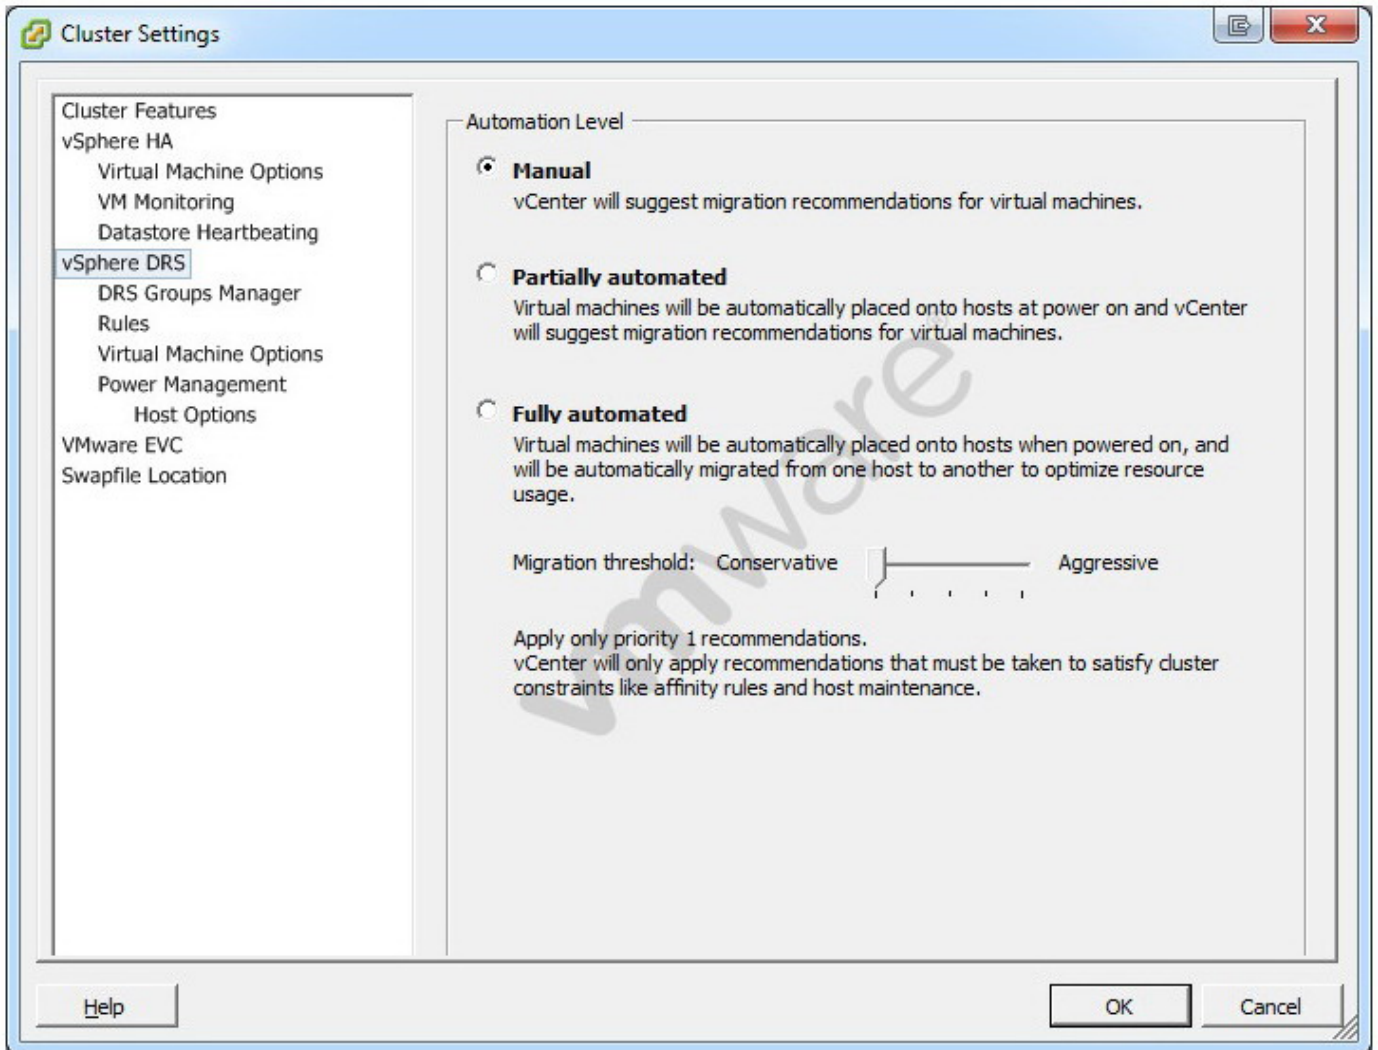 Cluster Settings
Cluster Features
vSphere HA
Virtual Machine Options
VM Monitoring
Datastore Heartbeating
vSphere DRS
DRS Groups Manager
Rules
Virtual Machine Options
Power Management
Host Options
VMware EVC
Swapfile Location
Automation Level
Manual
vCenter will suggest migration recommendations for virtual machines.
Partially automated
Virtual machines will be automatically placed onto hosts at power on and vCenter
will suggest migration recommendations for virtual machines.
Fully automated
Virtual machines will be automatically placed onto hosts when powered on, and
will be automatically migrated from one host to another to optimize resource
usage.
Migration threshold: Conservative Aggressive
Apply only priority 1 recommendations.
vCenter will only apply recommendations that must be taken to satisfy cluster
constraints like affinity rules and host maintenance.
vmware®
Help OK Cancel